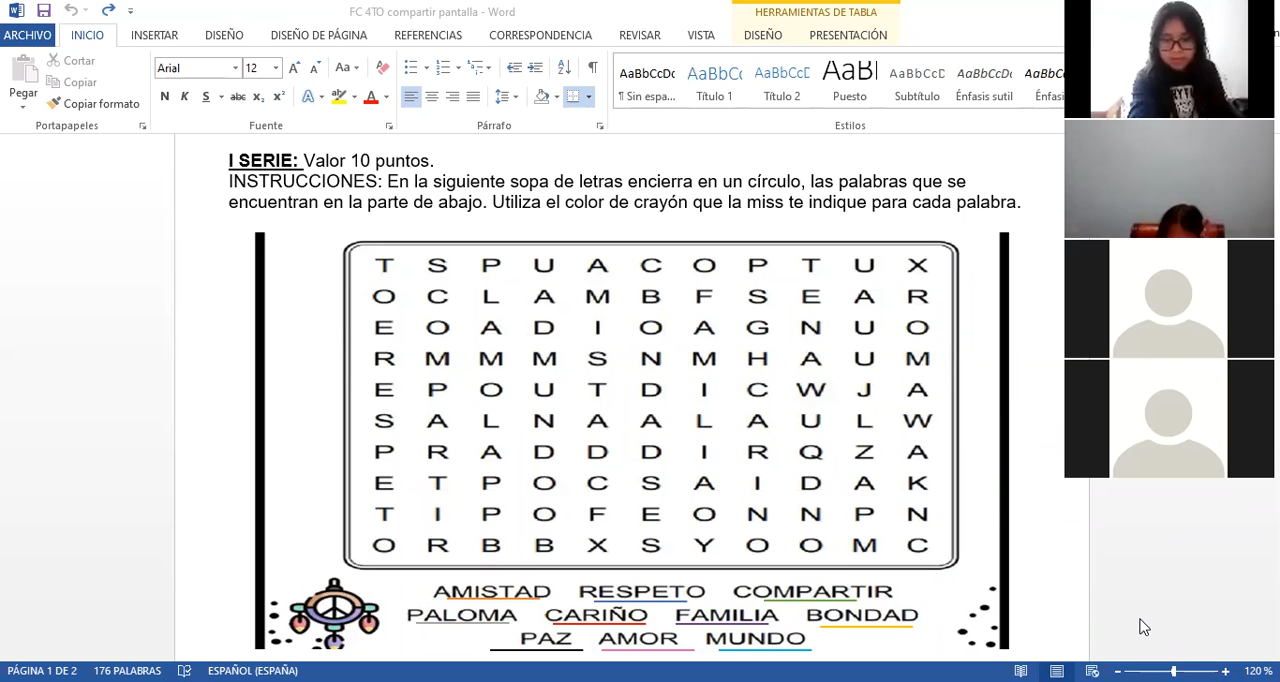 FC 4TO compartir pantalla - Word
HERRAMIENTAS DE TABLA
ARCHIVO INICIO INSERTAR DISEÑO DISEÑO DE PÁGINA REFERENCIAS CORRESPONDENCIA REVISAR VISTA DISEÑO PRESENTACIÓN
Pegar
Cortar
Copiar
Copiar formato
Portapapeles
Arial 12
Fuente
Párrafo
AaBbCcDc AaBbC AaBbCcD AaBl AaBbCcD AaBbCcDc AaBbCc
¶ Sin espa... Título 1 Título 2 Puesto Subtítulo Énfasis sutil Énfas
Estilos
I SERIE: Valor 10 puntos.
INSTRUCCIONES: En la siguiente sopa de letras encierra en un círculo, las palabras que se
encuentran en la parte de abajo. Utiliza el color de crayón que la miss te indique para cada palabra.
T S P U A C O P T U X
O C L A M B F S E A R
E O A D I O A G N U O
R M M M S N M H A U M
E P O U T D I C W J A
S A L N A A L A U L W
P R A D D D I R Q Z A
E T P O C S A I D A K
T I P O F E O N N P N
O R B B X S Y O O M C
AMISTAD RESPETO COMPARTIR
PALOMA CARIÑO FAMILIA BONDAD
PAZ AMOR MUNDO
PÁGINA 1 DE 2 176 PALABRAS ESPAÑOL (ESPAÑA) 120 %